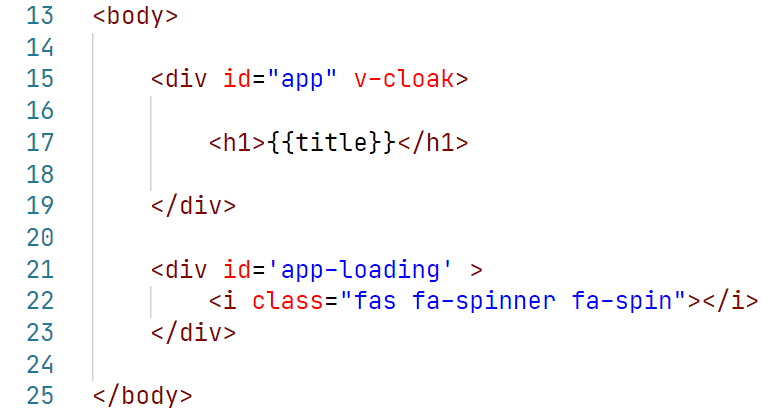 13 <body>
14
15     <div id="app" v-cloak>
16
17         <h1>{{title}}</h1>
18
19     </div>
20
21     <div id='app-loading' >
22         <i class="fas fa-spinner fa-spin"></i>
23     </div>
24
25 </body>